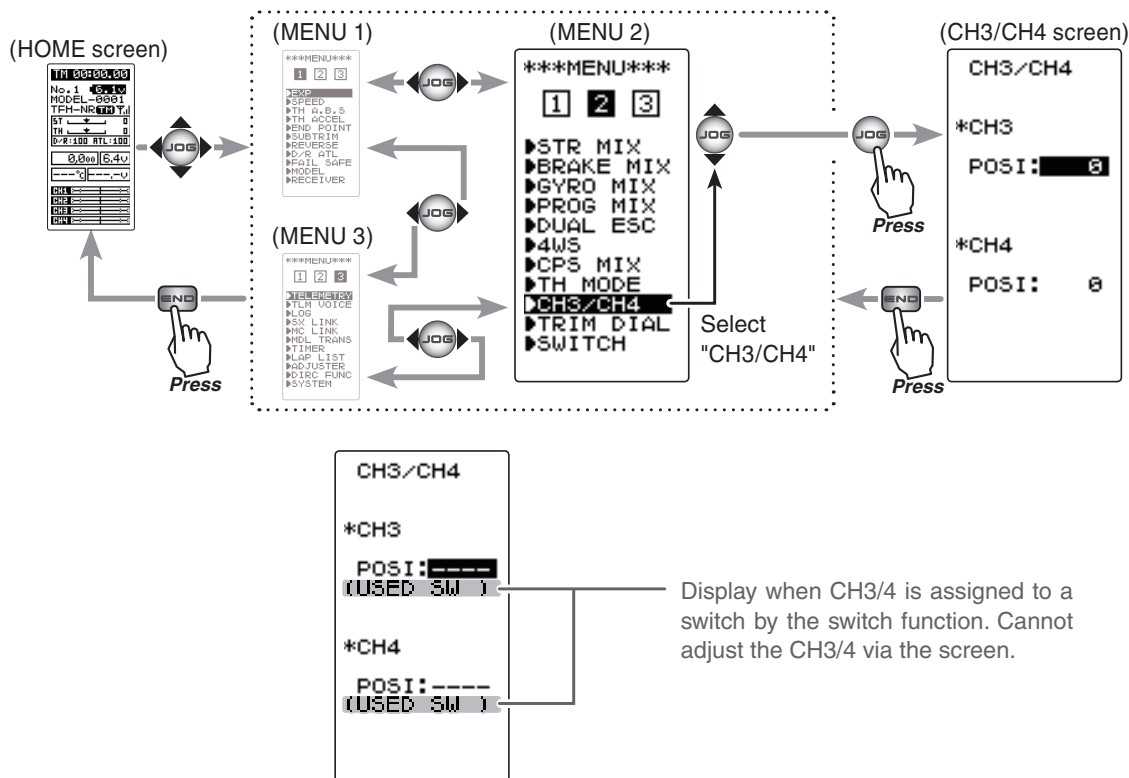 (HOME screen)
TM 00:00.00
No.1 6.1V
MODEL-0001
TFH-NR TM
ST 0
TH 0
D/R:100 ATL:100
6.4V
---℃ --.-V
CH1
CH2
CH3
CH4
JOG
END
Press
(MENU 1)
***MENU***
1 2 3
EXP
SPEED
TH A.B.S
TH ACCEL
END POINT
SUBTRIM
REVERSE
D/R ATL
FAIL SAFE
MODEL
RECEIVER
JOG
JOG
(MENU 3)
***MENU***
1 2 3
TELEMETRY
TLM VOICE
LOG
SX LINK
MC LINK
MDL TRANS
TIMER
LAP LIST
ADJUSTER
DIRC FUNC
SYSTEM
JOG
(MENU 2)
***MENU***
1 2 3
STR MIX
BRAKE MIX
GYRO MIX
PROG MIX
DUAL ESC
4WS
CPS MIX
TH MODE
CH3/CH4
TRIM DIAL
SWITCH
JOG
Select
"CH3/CH4"
JOG
Press
END
Press
(CH3/CH4 screen)
CH3/CH4
*CH3
POSI: 0
*CH4
POSI: 0
CH3/CH4
*CH3
POSI:----
(USED SW )
*CH4
POSI:----
(USED SW )
Display when CH3/4 is assigned to a
switch by the switch function. Cannot
adjust the CH3/4 via the screen.